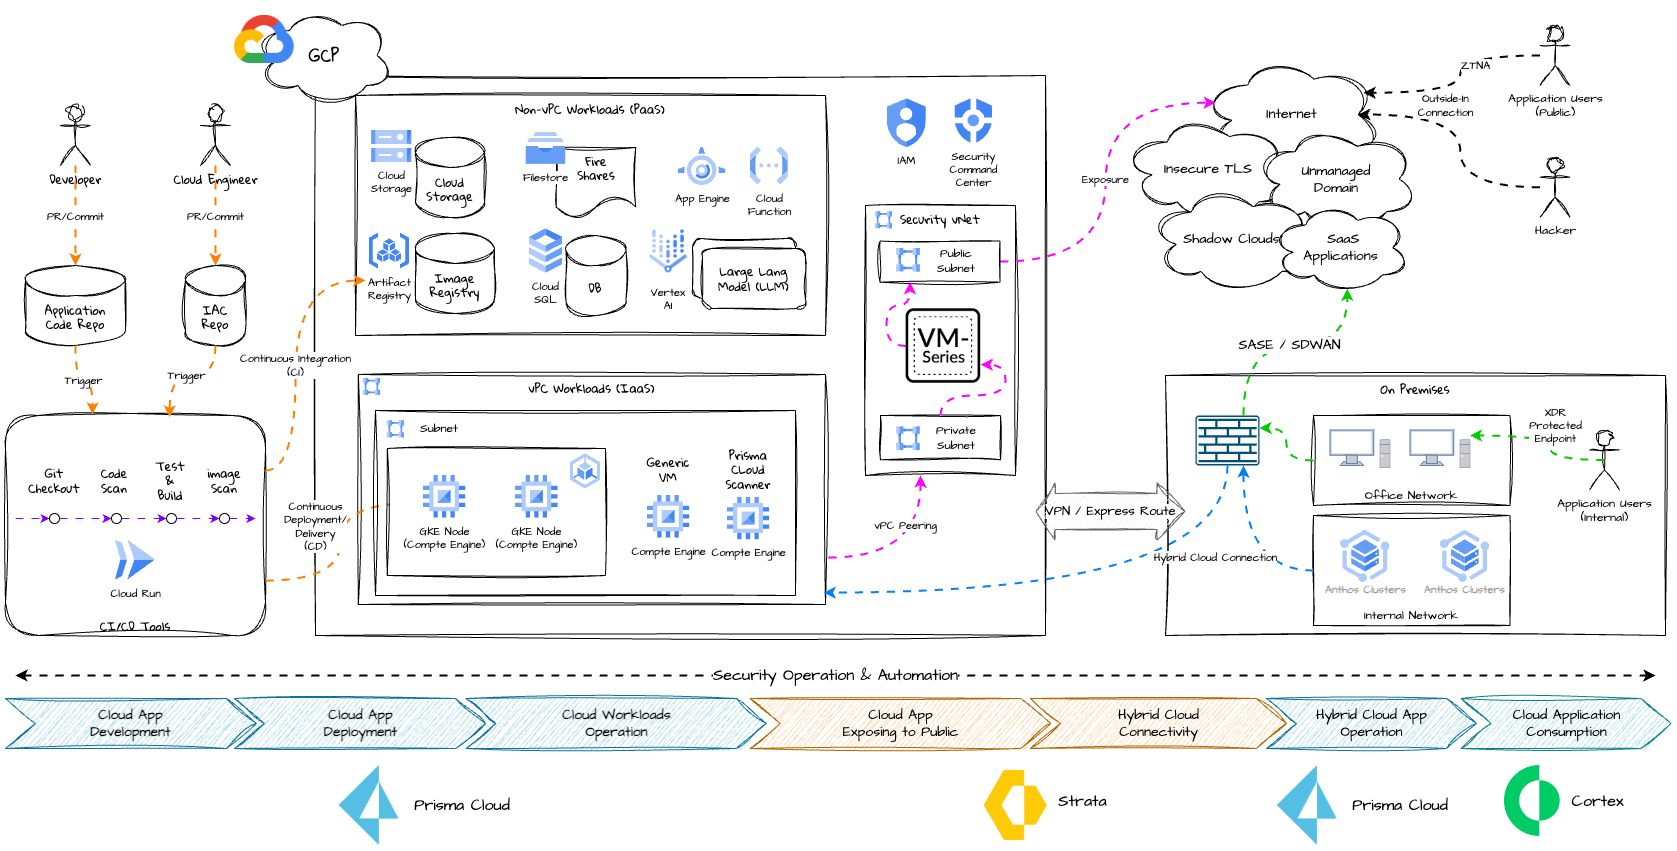 GCP
Non-VPC Workloads (PaaS)
Cloud
Storage
Cloud
Storage
Filestore
Fire
Shares
App Engine
Cloud
Function
Artifact
Registry
Image
Registry
Cloud
SQL
DB
Vertex
AI
Large Lang
Model (LLM)
IAM
Security
Command
Center
Security vNet
Public
Subnet
VM-
Series
Private
Subnet
VPC Peering
Exposure
Developer
Cloud Engineer
PR/Commit
PR/Commit
Application
Code Repo
IAC
Repo
Trigger
Trigger
Continuous Integration
(CI)
Git
Checkout
Code
Scan
Test
&
Build
image
Scan
Cloud Run
CI/CD Tools
Continuous
Deployment/
Delivery
(CD)
VPC Workloads (IaaS)
Subnet
GKE Node
(Compte Engine)
GKE Node
(Compte Engine)
Generic
VM
Compte Engine
Prisma
CLoud
Scanner
Compte Engine
Internet
Insecure TLS
Unmanaged
Domain
Shadow Clouds
SaaS
Applications
ZTNA
Outside-In
Connection
Application Users
(Public)
Hacker
SASE / SDWAN
On Premises
XDR
Protected
Endpoint
Office Network
Application Users
(Internal)
VPN / Express Route
Hybrid Cloud Connection
Anthos Clusters
Anthos Clusters
Internal Network
Security Operation & Automation
Cloud App
Development
Cloud App
Deployment
Cloud Workloads
Operation
Cloud App
Exposing to Public
Hybrid Cloud
Connectivity
Hybrid Cloud App
Operation
Cloud Application
Consumption
Prisma Cloud
Strata
Prisma Cloud
Cortex